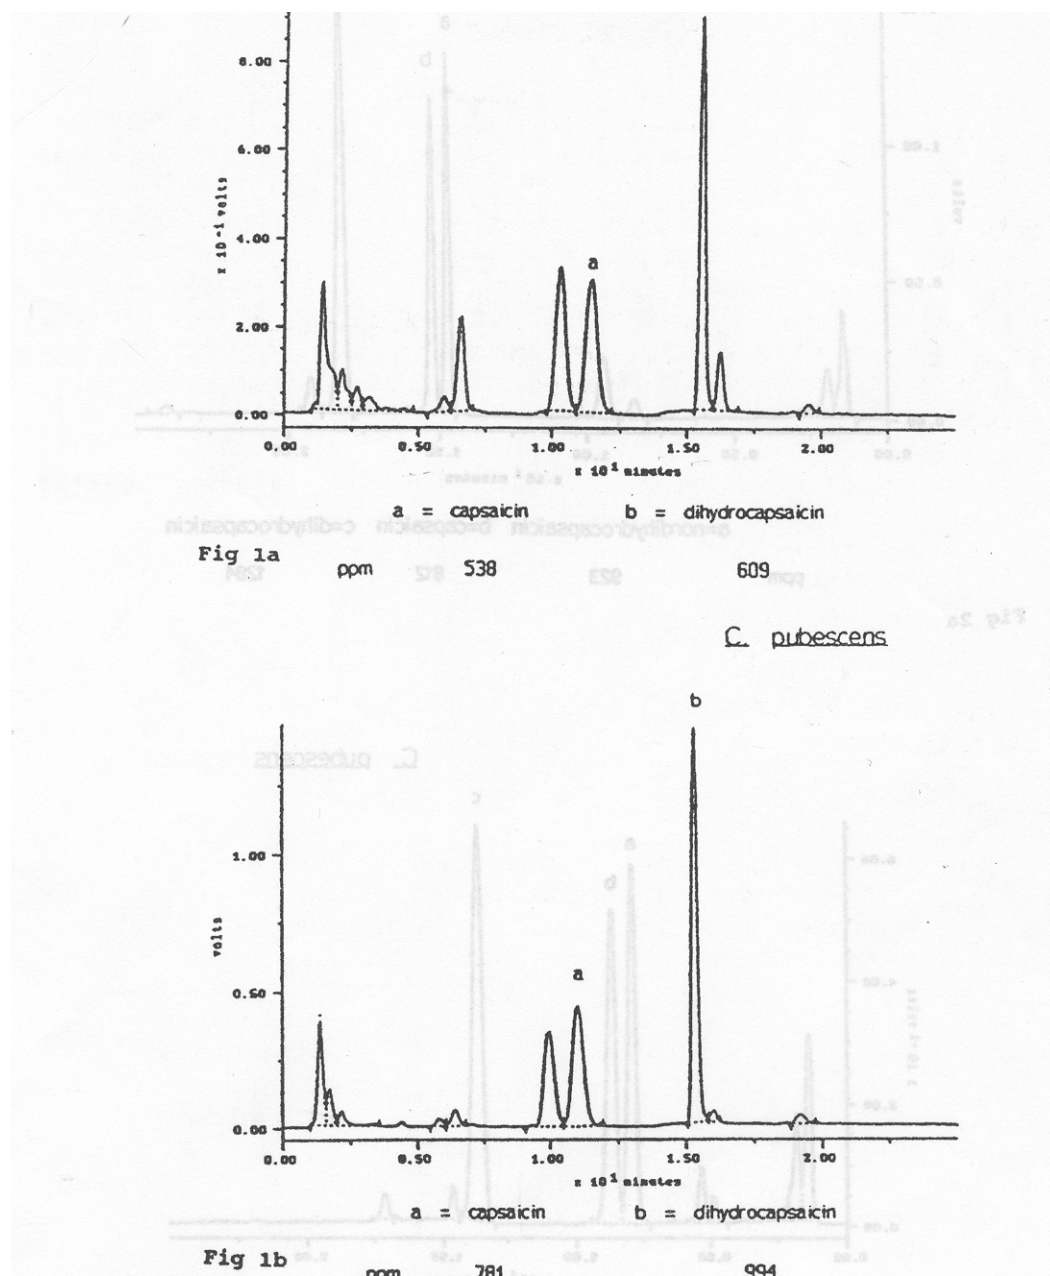 8.00
6.00
x 10⁻¹ volts
4.00
a
2.00
0.00
0.00 0.50 1.00 1.50 2.00
x 10¹ minutes
a = capsaicin b = dihydrocapsaicin
Fig 1a
ppm 538 609
C. pubescens
b
1.00
volts
a
0.50
0.00
0.00 0.50 1.00 1.50 2.00
x 10¹ minutes
a = capsaicin b = dihydrocapsaicin
Fig 1b
ppm 781 994